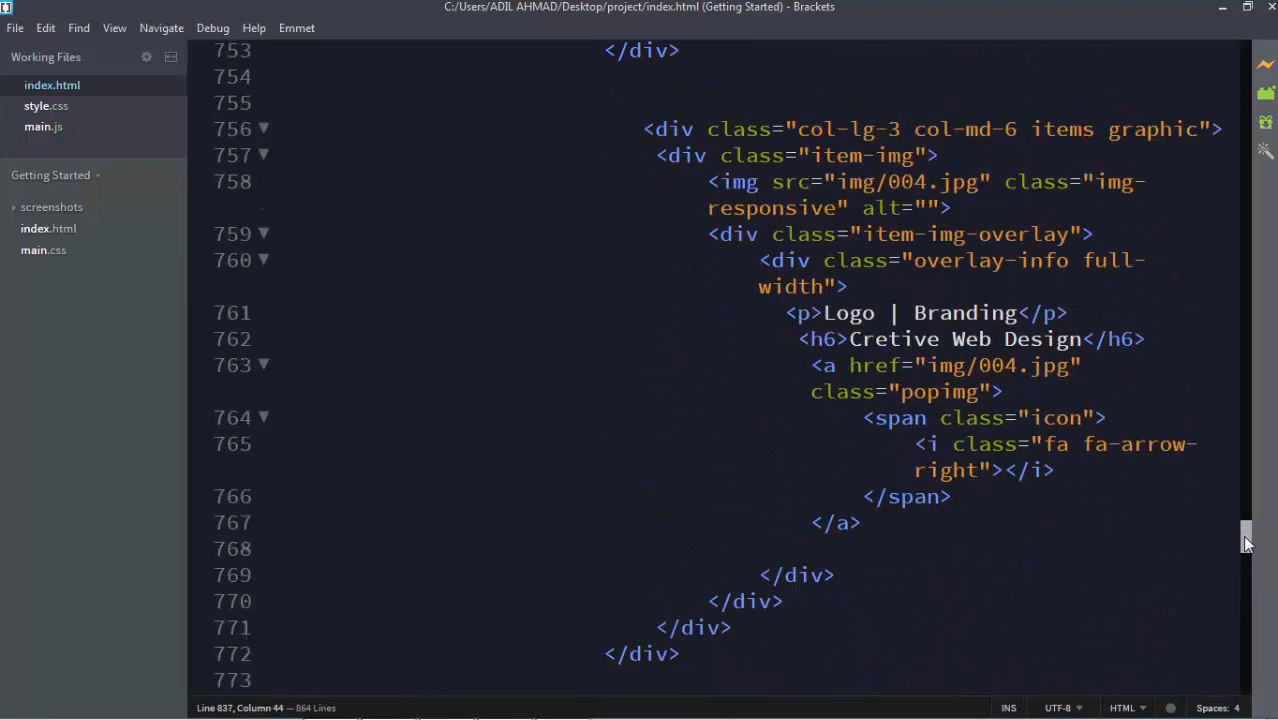 C:/Users/ADIL AHMAD/Desktop/project/index.html (Getting Started) - Brackets
File Edit Find View Navigate Debug Help Emmet
Working Files
index.html
style.css
main.js
Getting Started
screenshots
index.html
main.css
753 </div>
754
755
756 <div class="col-lg-3 col-md-6 items graphic">
757 <div class="item-img">
758 <img src="img/004.jpg" class="img-
responsive" alt="">
759 <div class="item-img-overlay">
760 <div class="overlay-info full-
width">
761 <p>Logo | Branding</p>
762 <h6>Cretive Web Design</h6>
763 <a href="img/004.jpg"
class="popimg">
764 <span class="icon">
765 <i class="fa fa-arrow-
right"></i>
766 </span>
767 </a>
768
769 </div>
770 </div>
771 </div>
772 </div>
773
Line 837, Column 44 — 864 Lines
INS UTF-8 HTML Spaces: 4